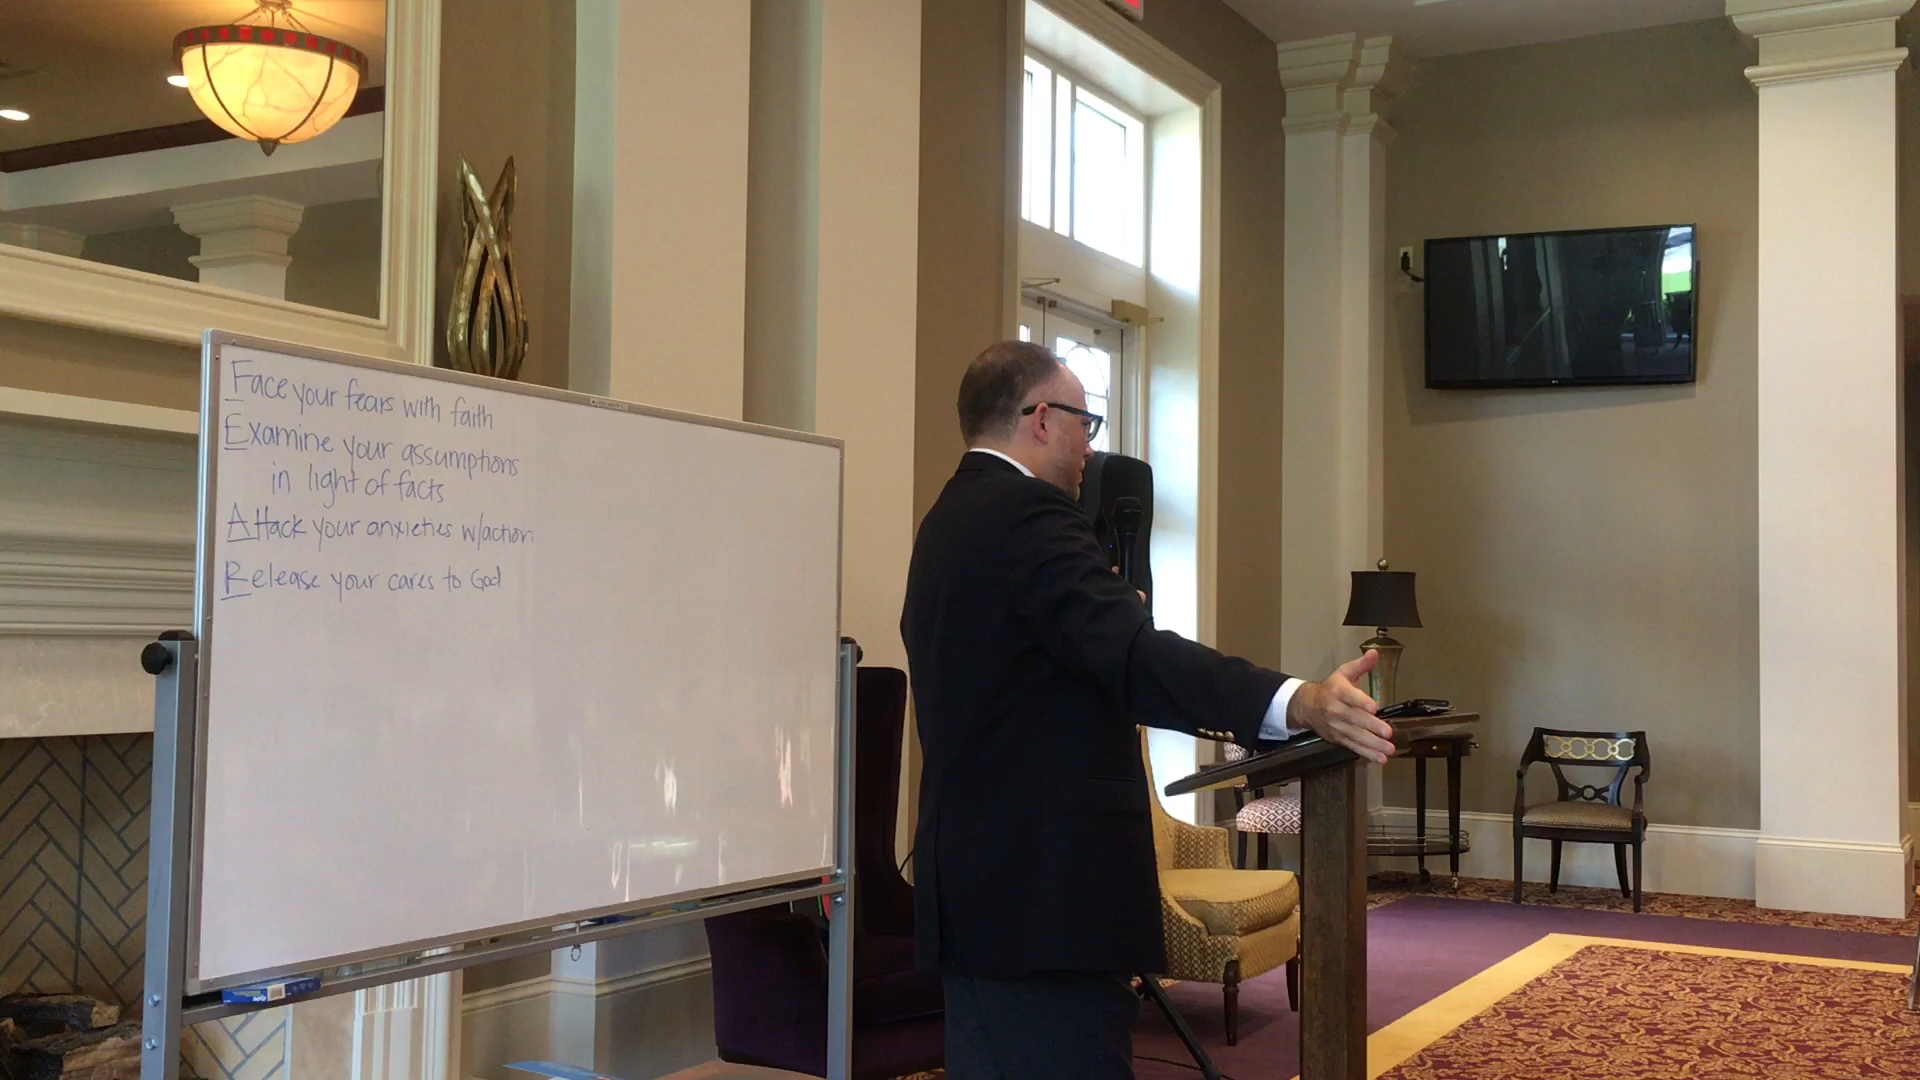 Face your fears with faith
Examine your assumptions
in light of facts
Attack your anxieties w/action
Release your cares to God